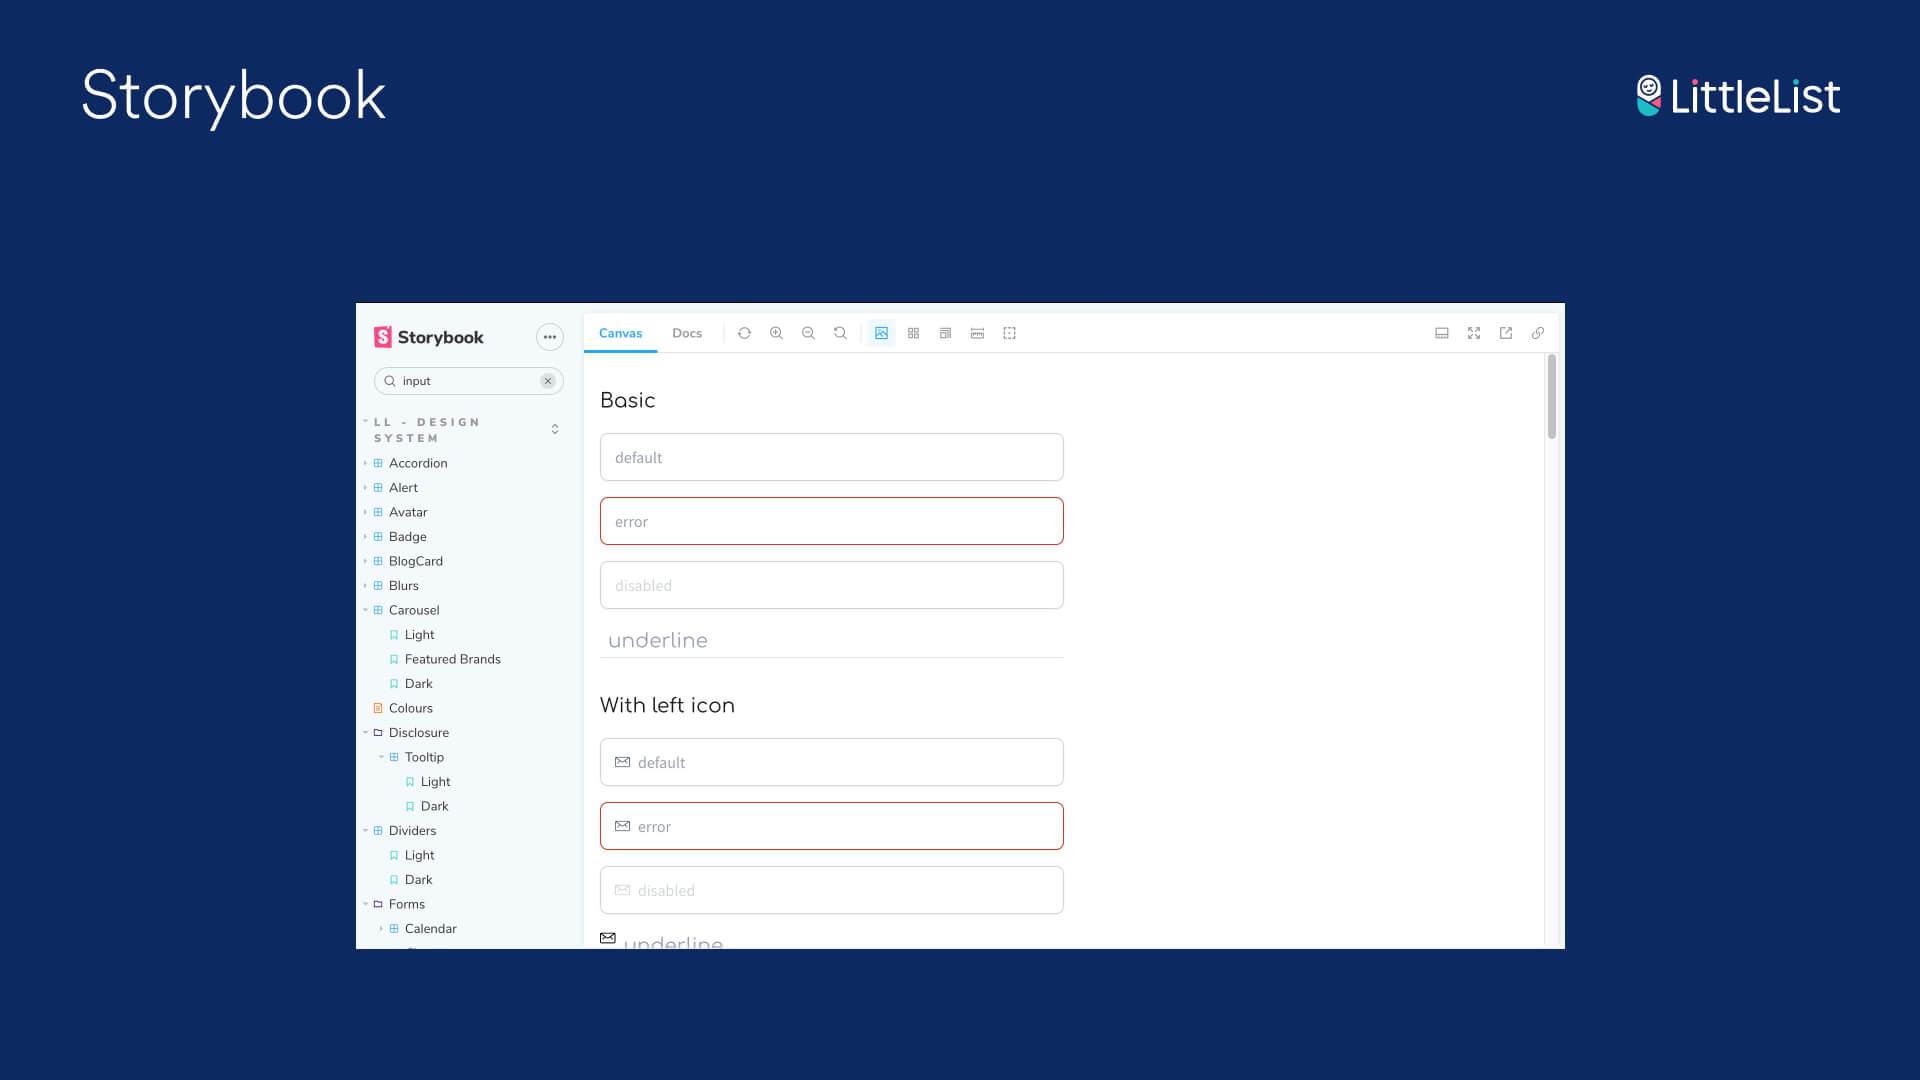 Storybook
LittleList
Storybook
input
LL - DESIGN
SYSTEM
Accordion
Alert
Avatar
Badge
BlogCard
Blurs
Carousel
Light
Featured Brands
Dark
Colours
Disclosure
Tooltip
Light
Dark
Dividers
Light
Dark
Forms
Calendar
Canvas
Docs
Basic
default
error
disabled
underline
With left icon
default
error
disabled
underline